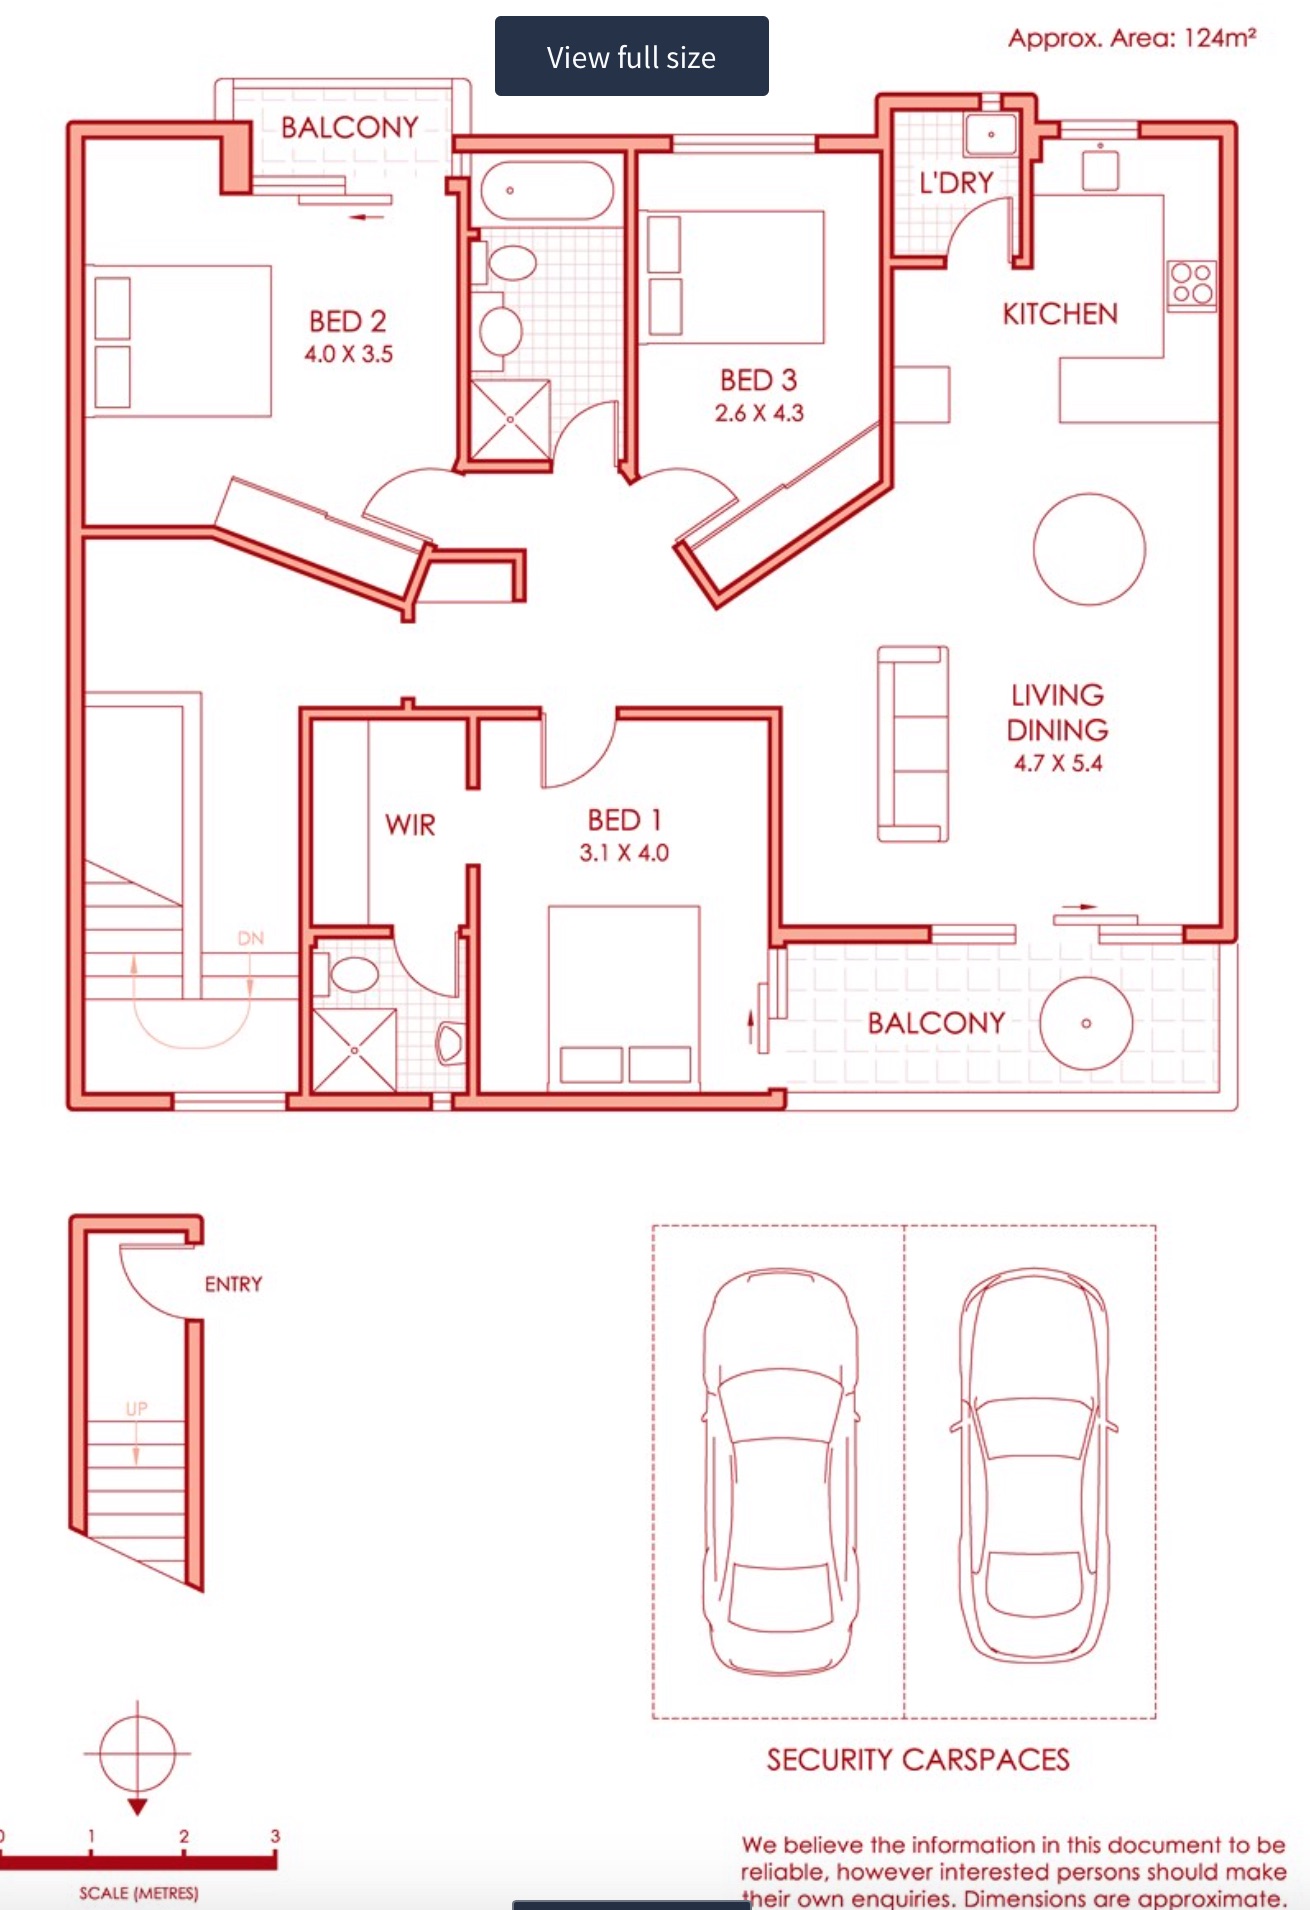 View full size
Approx. Area: 124m²
BALCONY
L'DRY
BED 2
4.0 X 3.5
KITCHEN
BED 3
2.6 X 4.3
LIVING
DINING
4.7 X 5.4
WIR
BED 1
3.1 X 4.0
DN
BALCONY
ENTRY
UP
SECURITY CARSPACES
0 1 2 3
SCALE (METRES)
We believe the information in this document to be
reliable, however interested persons should make
their own enquiries. Dimensions are approximate.